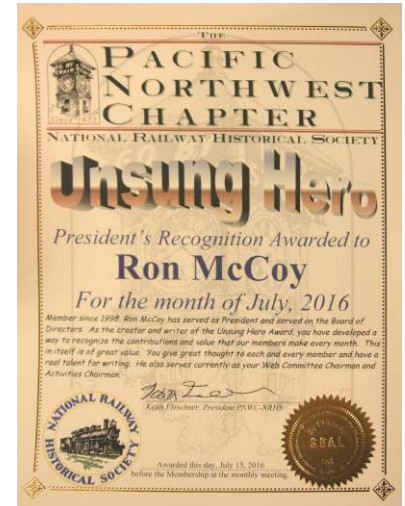 THE
PACIFIC
NORTHWEST
CHAPTER
Since 1955
NATIONAL RAILWAY HISTORICAL SOCIETY
Unsung Hero
President's Recognition Awarded to
Ron McCoy
For the month of July, 2016
Member since 1998, Ron McCoy has served as President and served on the Board of
Directors. As the creator and writer of the Unsung Hero Award, you have developed a
way to recognize the contributions and value that our members make every month. This
in itself is of great value. You give great thought to each and every member and have a
real talent for writing. He also serves currently as your Web Committee Chairman and
Activities Chairman.
Keith Fleschner, President PNWC-NRHS
NATIONAL RAILWAY
HISTORICAL SOCIETY
SEAL
Awarded this day, July 15, 2016
before the Membership at the monthly meeting.